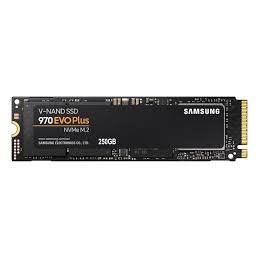 V-NAND SSD
970 EVO Plus
NVMe M.2
SAMSUNG
SAMSUNG ELECTRONICS CO., LTD.
250GB